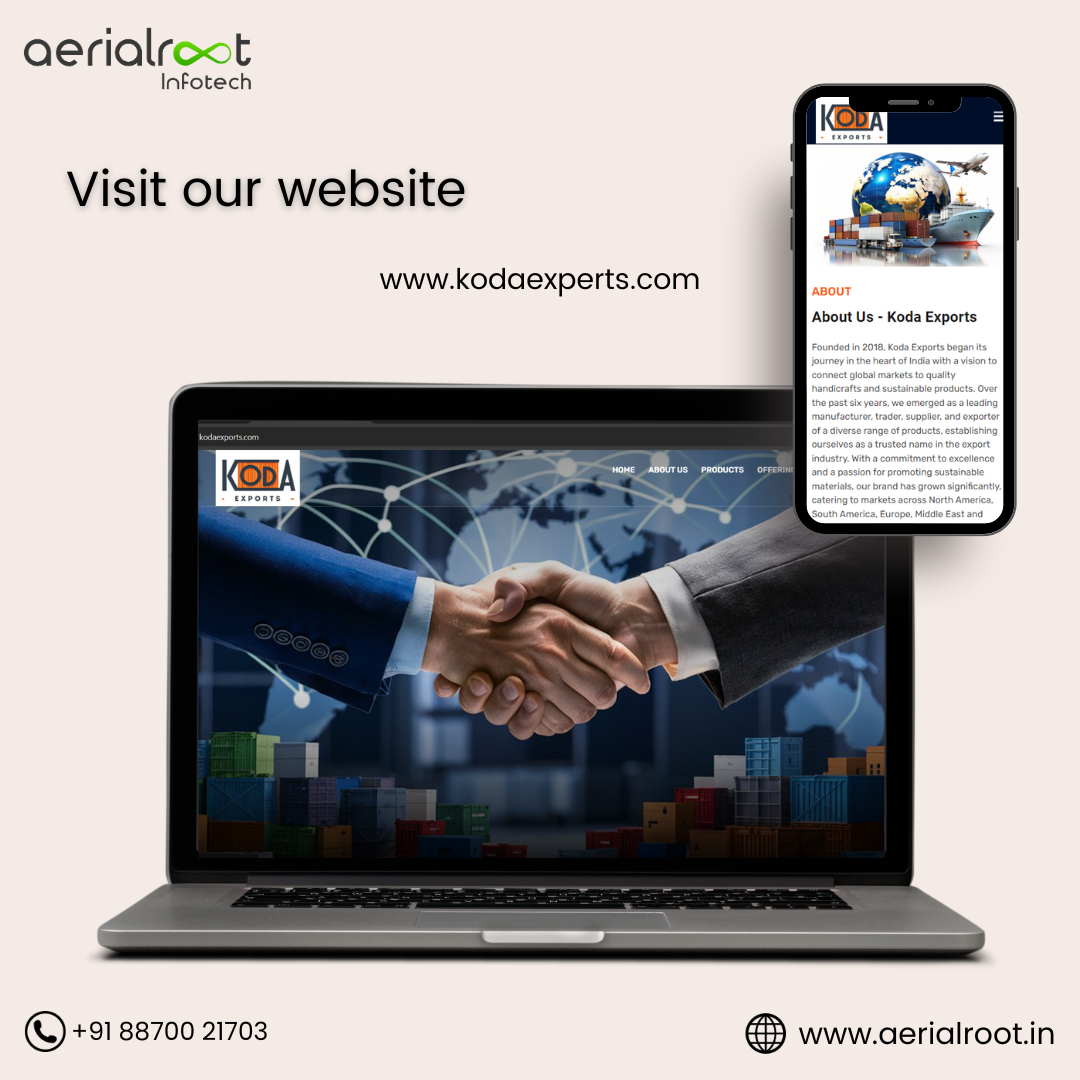 aerialroot
Infotech
Visit our website
www.kodaexperts.com
KODA
EXPORTS
ABOUT
About Us - Koda Exports
Founded in 2018, Koda Exports began its
journey in the heart of India with a vision to
connect global markets to quality
handicrafts and sustainable products. Over
the past six years, we emerged as a leading
manufacturer, trader, supplier, and exporter
of a diverse range of products, establishing
ourselves as a trusted name in the export
industry. With a commitment to excellence
and a passion for promoting sustainable
materials, our brand has grown significantly,
catering to markets across North America,
South America, Europe, Middle East and
kodaexports.com
KODA
EXPORTS
HOME ABOUT US PRODUCTS
+91 88700 21703
www.aerialroot.in